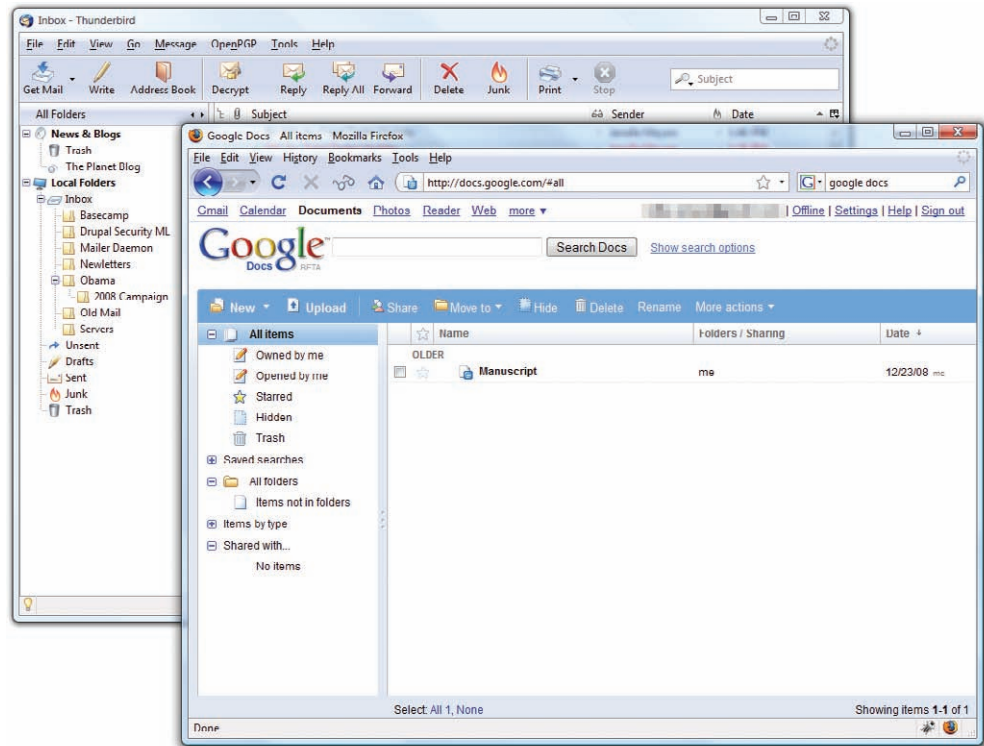 Inbox - Thunderbird
File Edit View Go Message OpenPGP Tools Help
Get Mail Write Address Book Decrypt Reply Reply All Forward Delete Junk Print Stop Subject
All Folders Subject Sender Date
News & Blogs
Trash
The Planet Blog
Local Folders
Inbox
Basecamp
Drupal Security ML
Mailer Daemon
Newletters
Obama
2008 Campaign
Old Mail
Servers
Unsent
Drafts
Sent
Junk
Trash
Google Docs All items Mozilla Firefox
File Edit View History Bookmarks Tools Help
http://docs.google.com/#all google docs
Gmail Calendar Documents Photos Reader Web more ▼ | Offline | Settings | Help | Sign out
Google™ Search Docs Show search options
Docs BETA
New Upload Share Move to Hide Delete Rename More actions
All items Name Folders / Sharing Date
Owned by me OLDER
Opened by me Manuscript me 12/23/08 me
Starred
Hidden
Trash
Saved searches
All folders
Items not in folders
Items by type
Shared with...
No items
Select: All 1, None Showing items 1-1 of 1
Done